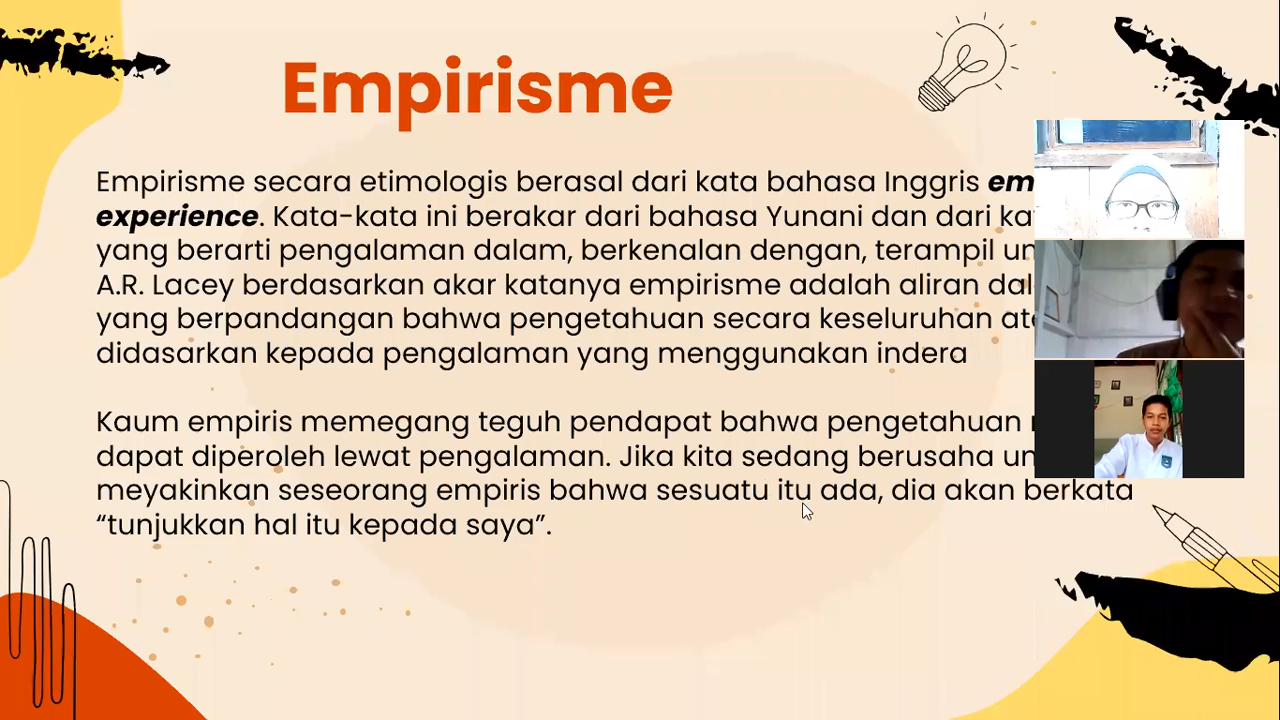 Empirisme
Empirisme secara etimologis berasal dari kata bahasa Inggris
experience. Kata-kata ini berakar dari bahasa Yunani dan dari
yang berarti pengalaman dalam, berkenalan dengan, terampil
A.R. Lacey berdasarkan akar katanya empirisme adalah aliran
yang berpandangan bahwa pengetahuan secara keseluruhan
didasarkan kepada pengalaman yang menggunakan indera
Kaum empiris memegang teguh pendapat bahwa pengetahuan
dapat diperoleh lewat pengalaman. Jika kita sedang berusaha
meyakinkan seseorang empiris bahwa sesuatu itu ada, dia akan berkata
“tunjukkan hal itu kepada saya”.